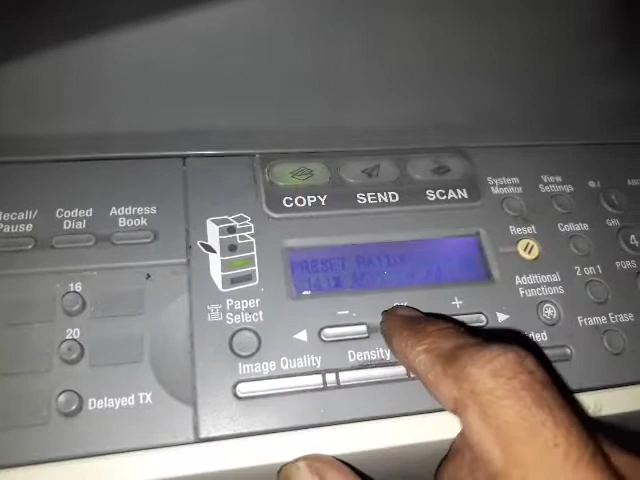 COPY
SEND
SCAN
System
Monitor
View
Settings
Recall/
Pause
Coded
Dial
Address
Book
Reset
Collate
GHI
4
PQRS
PRESET RATIO
Additional
Functions
2 on 1
16
Paper
Select
−
+
20
Image Quality
Density
Frame Erase
Delayed TX